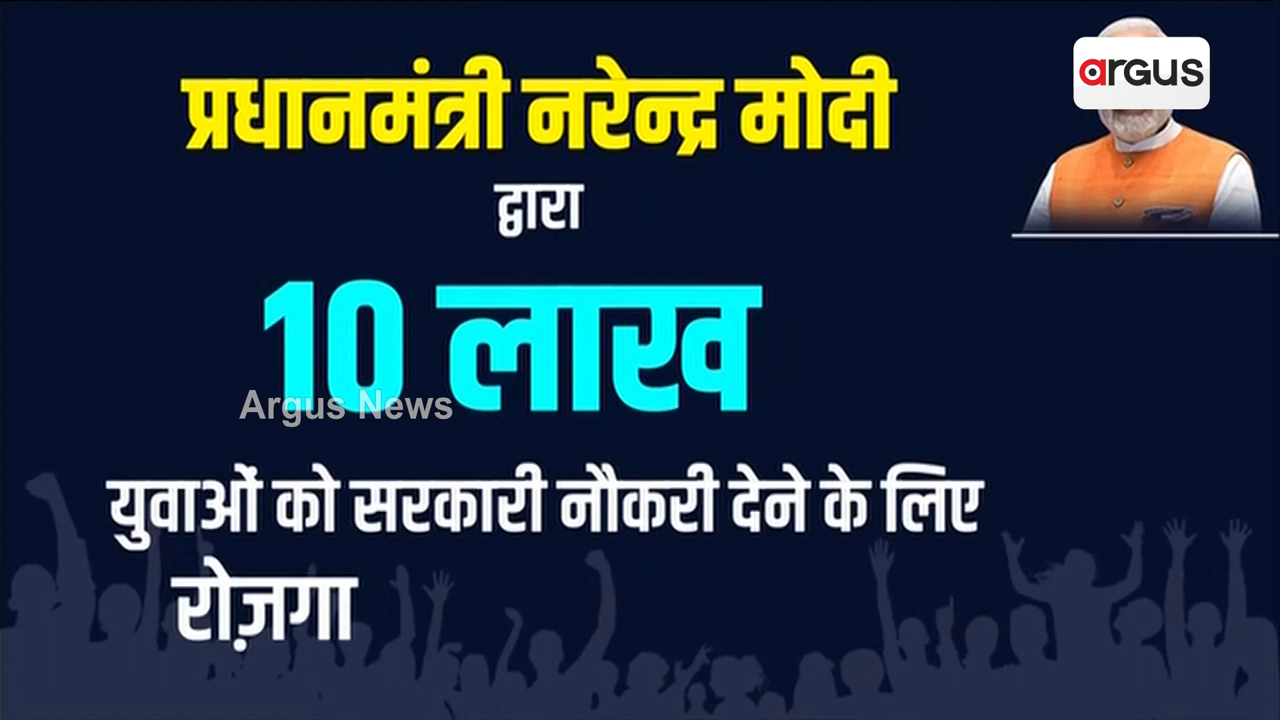 argus
प्रधानमंत्री नरेन्द्र मोदी
द्वारा
10 लाख
Argus News
युवाओं को सरकारी नौकरी देने के लिए
रोज़गा